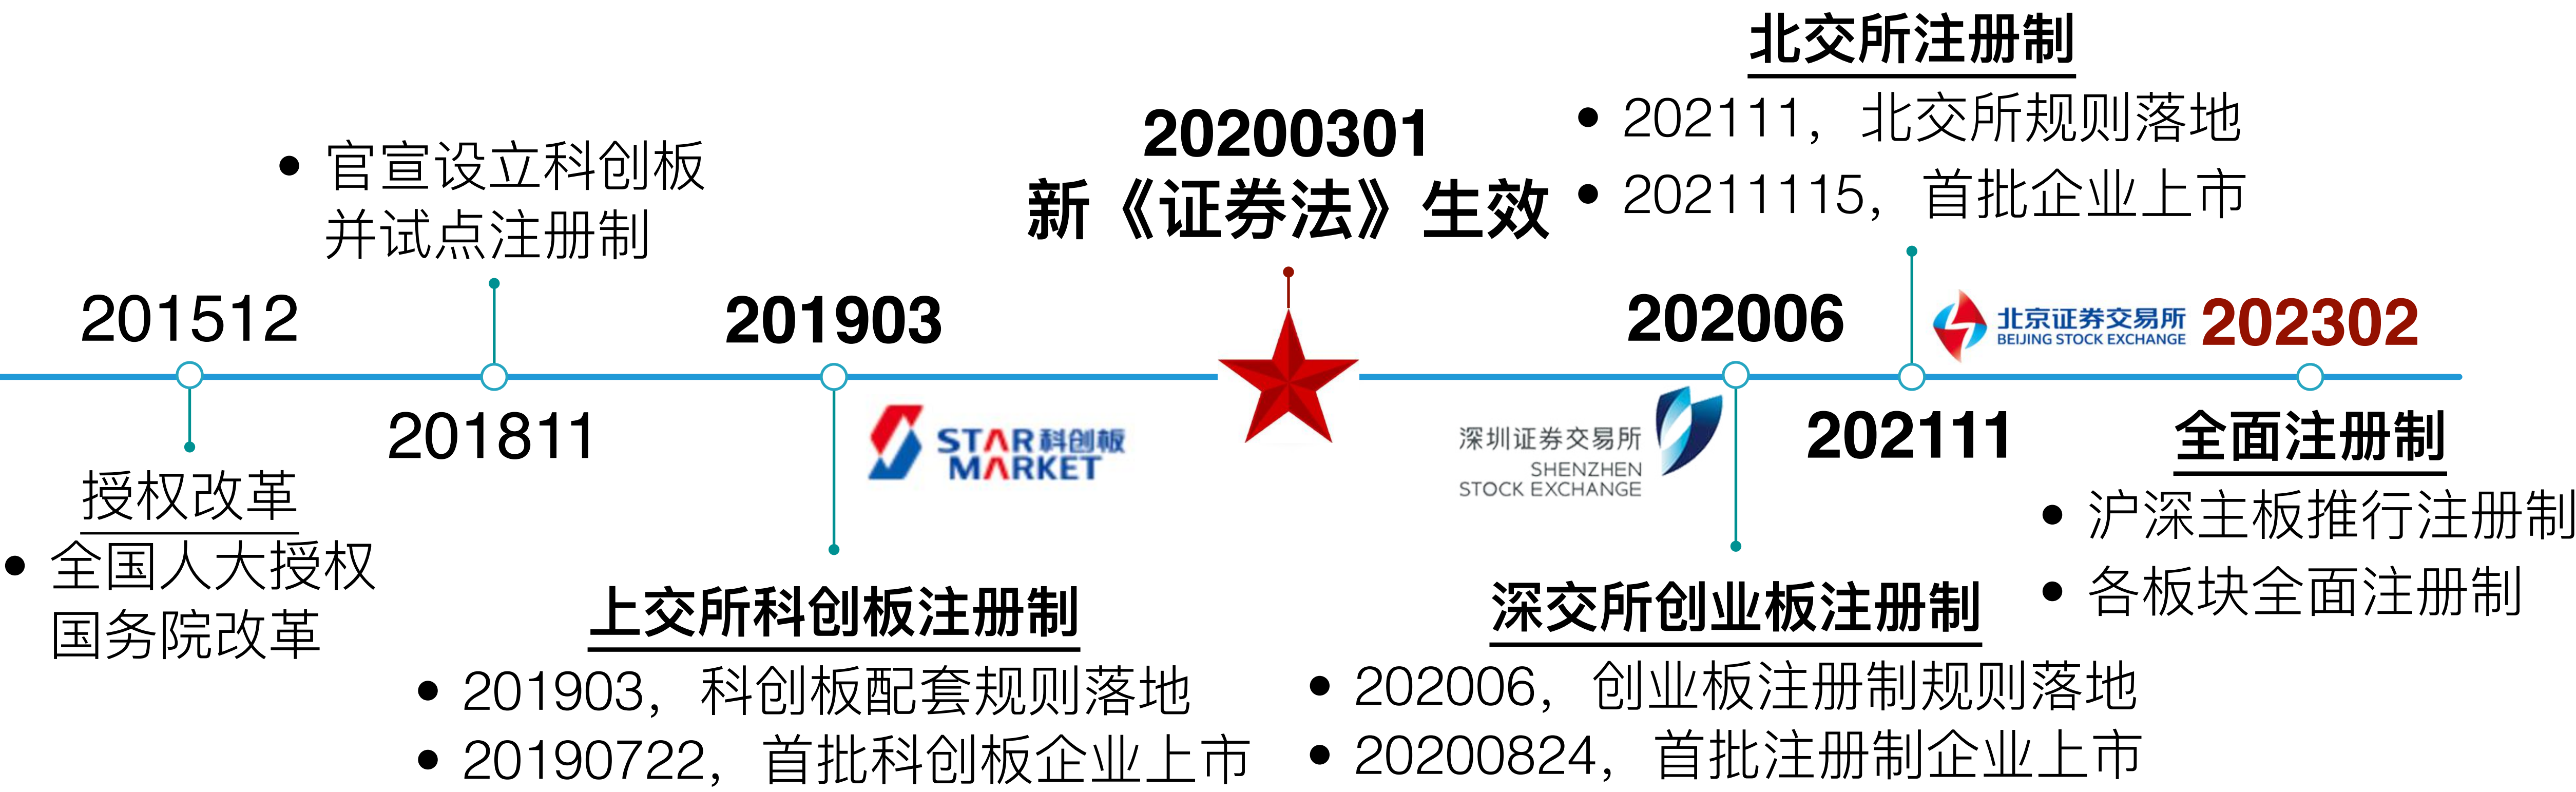 201512
授权改革
• 全国人大授权
国务院改革
• 官宣设立科创板
并试点注册制
201811
201903
STAR科创板
MARKET
上交所科创板注册制
• 201903，科创板配套规则落地
• 20190722，首批科创板企业上市
20200301
新《证券法》生效
202006
深圳证券交易所
SHENZHEN
STOCK EXCHANGE
深交所创业板注册制
• 202006，创业板注册制规则落地
• 20200824，首批注册制企业上市
北交所注册制
• 202111，北交所规则落地
• 20211115，首批企业上市
北京证券交易所
BEIJING STOCK EXCHANGE
202111
202302
全面注册制
• 沪深主板推行注册制
• 各板块全面注册制